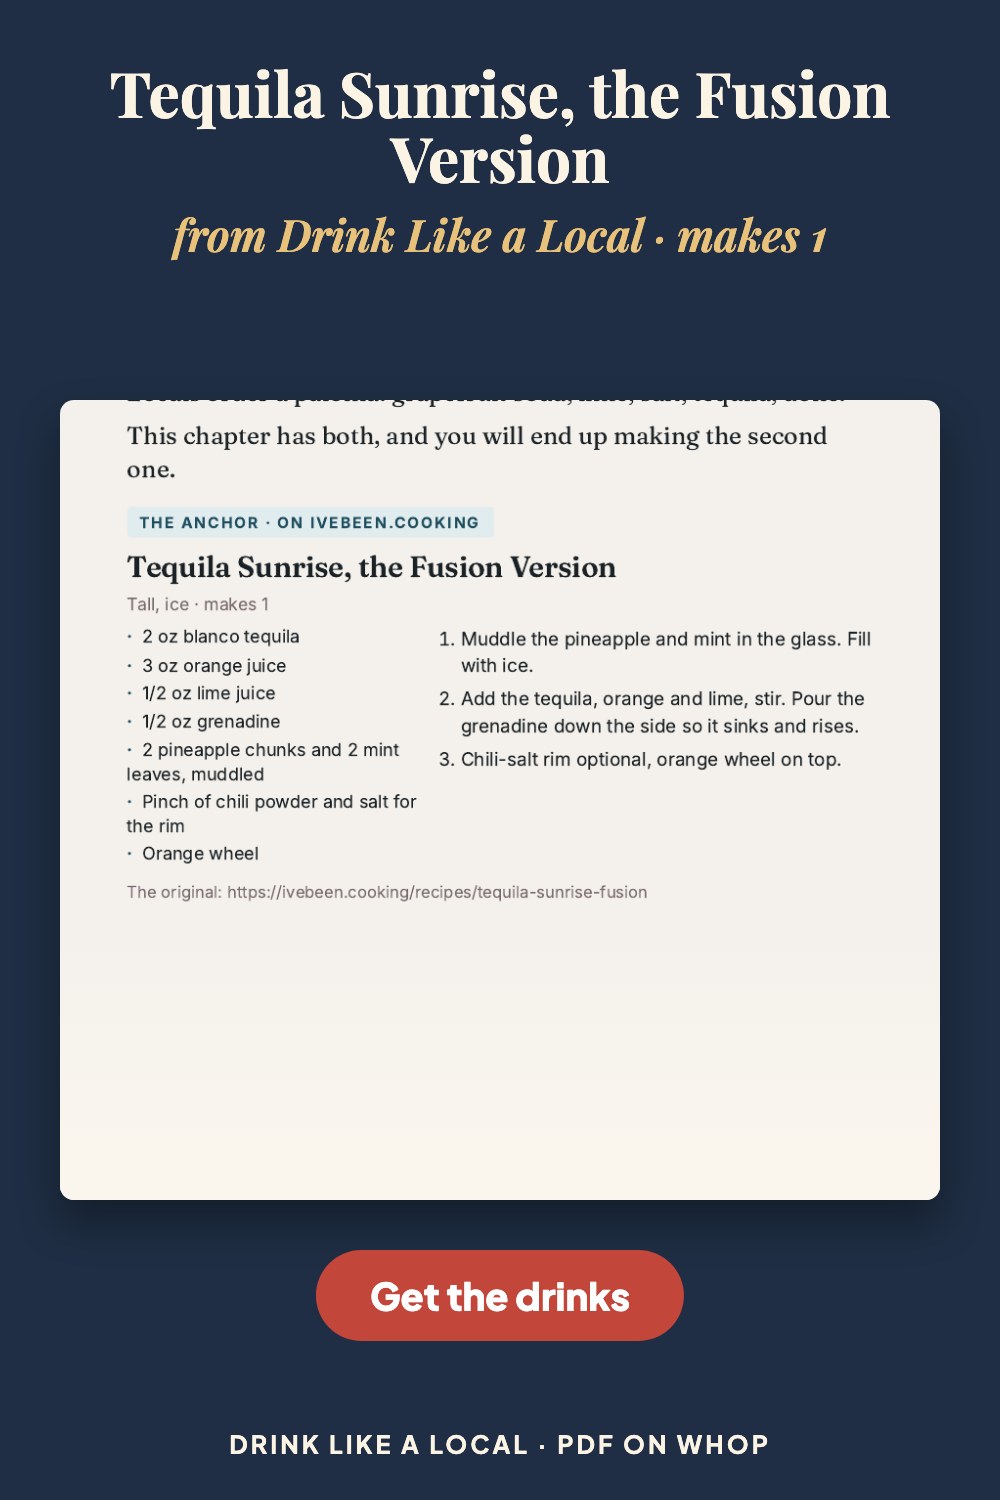 Tequila Sunrise, the Fusion
Version
from Drink Like a Local · makes 1
This chapter has both, and you will end up making the second
one.
THE ANCHOR · ON IVEBEEN.COOKING
Tequila Sunrise, the Fusion Version
Tall, ice · makes 1
· 2 oz blanco tequila
· 3 oz orange juice
· 1/2 oz lime juice
· 1/2 oz grenadine
· 2 pineapple chunks and 2 mint
leaves, muddled
· Pinch of chili powder and salt for
the rim
· Orange wheel
1. Muddle the pineapple and mint in the glass. Fill
with ice.
2. Add the tequila, orange and lime, stir. Pour the
grenadine down the side so it sinks and rises.
3. Chili-salt rim optional, orange wheel on top.
The original: https://ivebeen.cooking/recipes/tequila-sunrise-fusion
Get the drinks
DRINK LIKE A LOCAL · PDF ON WHOP